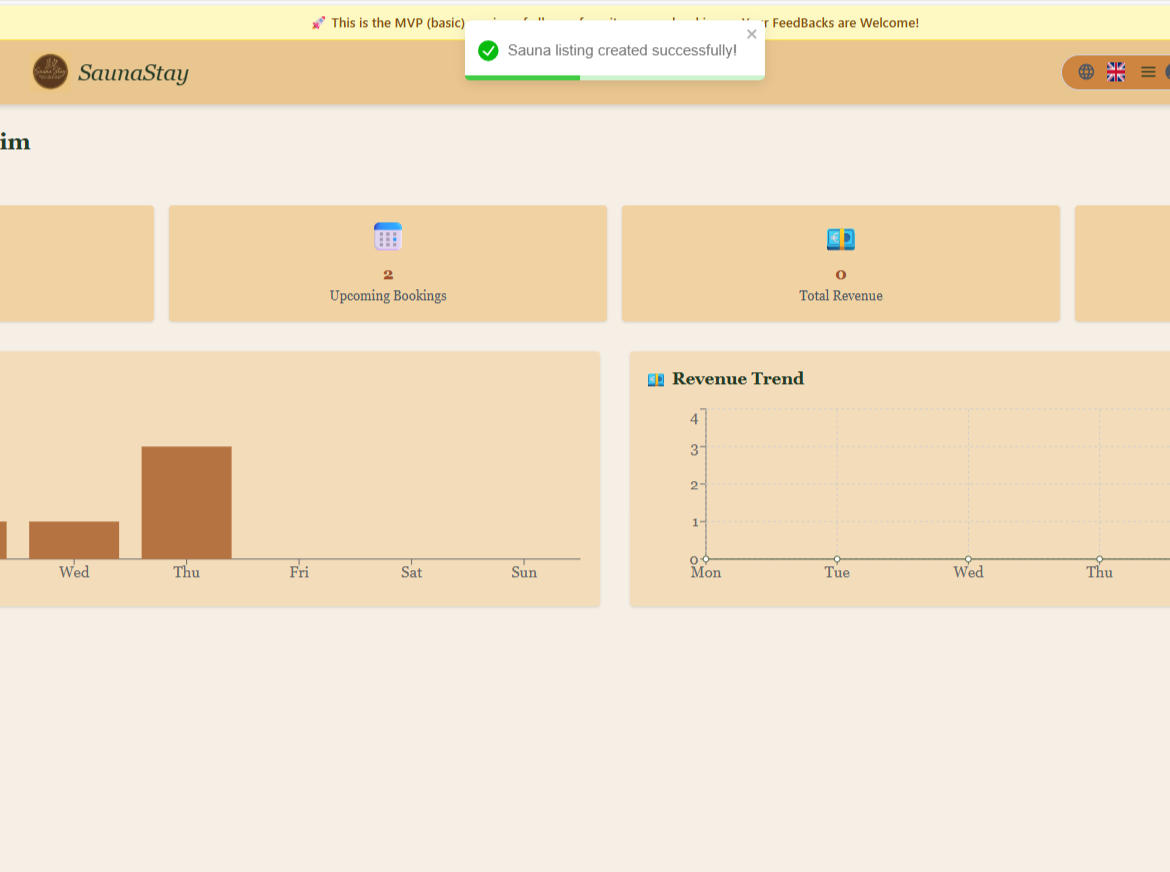 🚀 This is the MVP (basic) Your FeedBacks are Welcome!
Sauna listing created successfully!
SaunaStay
im
2
Upcoming Bookings
0
Total Revenue
Revenue Trend
4
3
2
1
0
Wed Thu Fri Sat Sun
Mon Tue Wed Thu